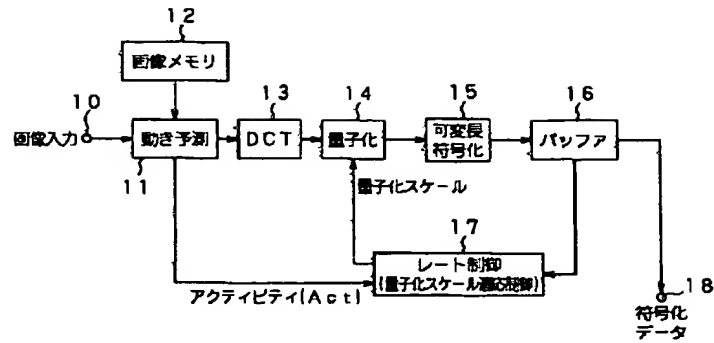 12
画像メモリ
10
13
14
15
16
画像入力
動き予測
DCT
量子化
可変長
符号化
バッファ
11
量子化スケール
17
レート制御
(量子化スケール適応制御)
アクティビティ(Act)
18
符号化
データ